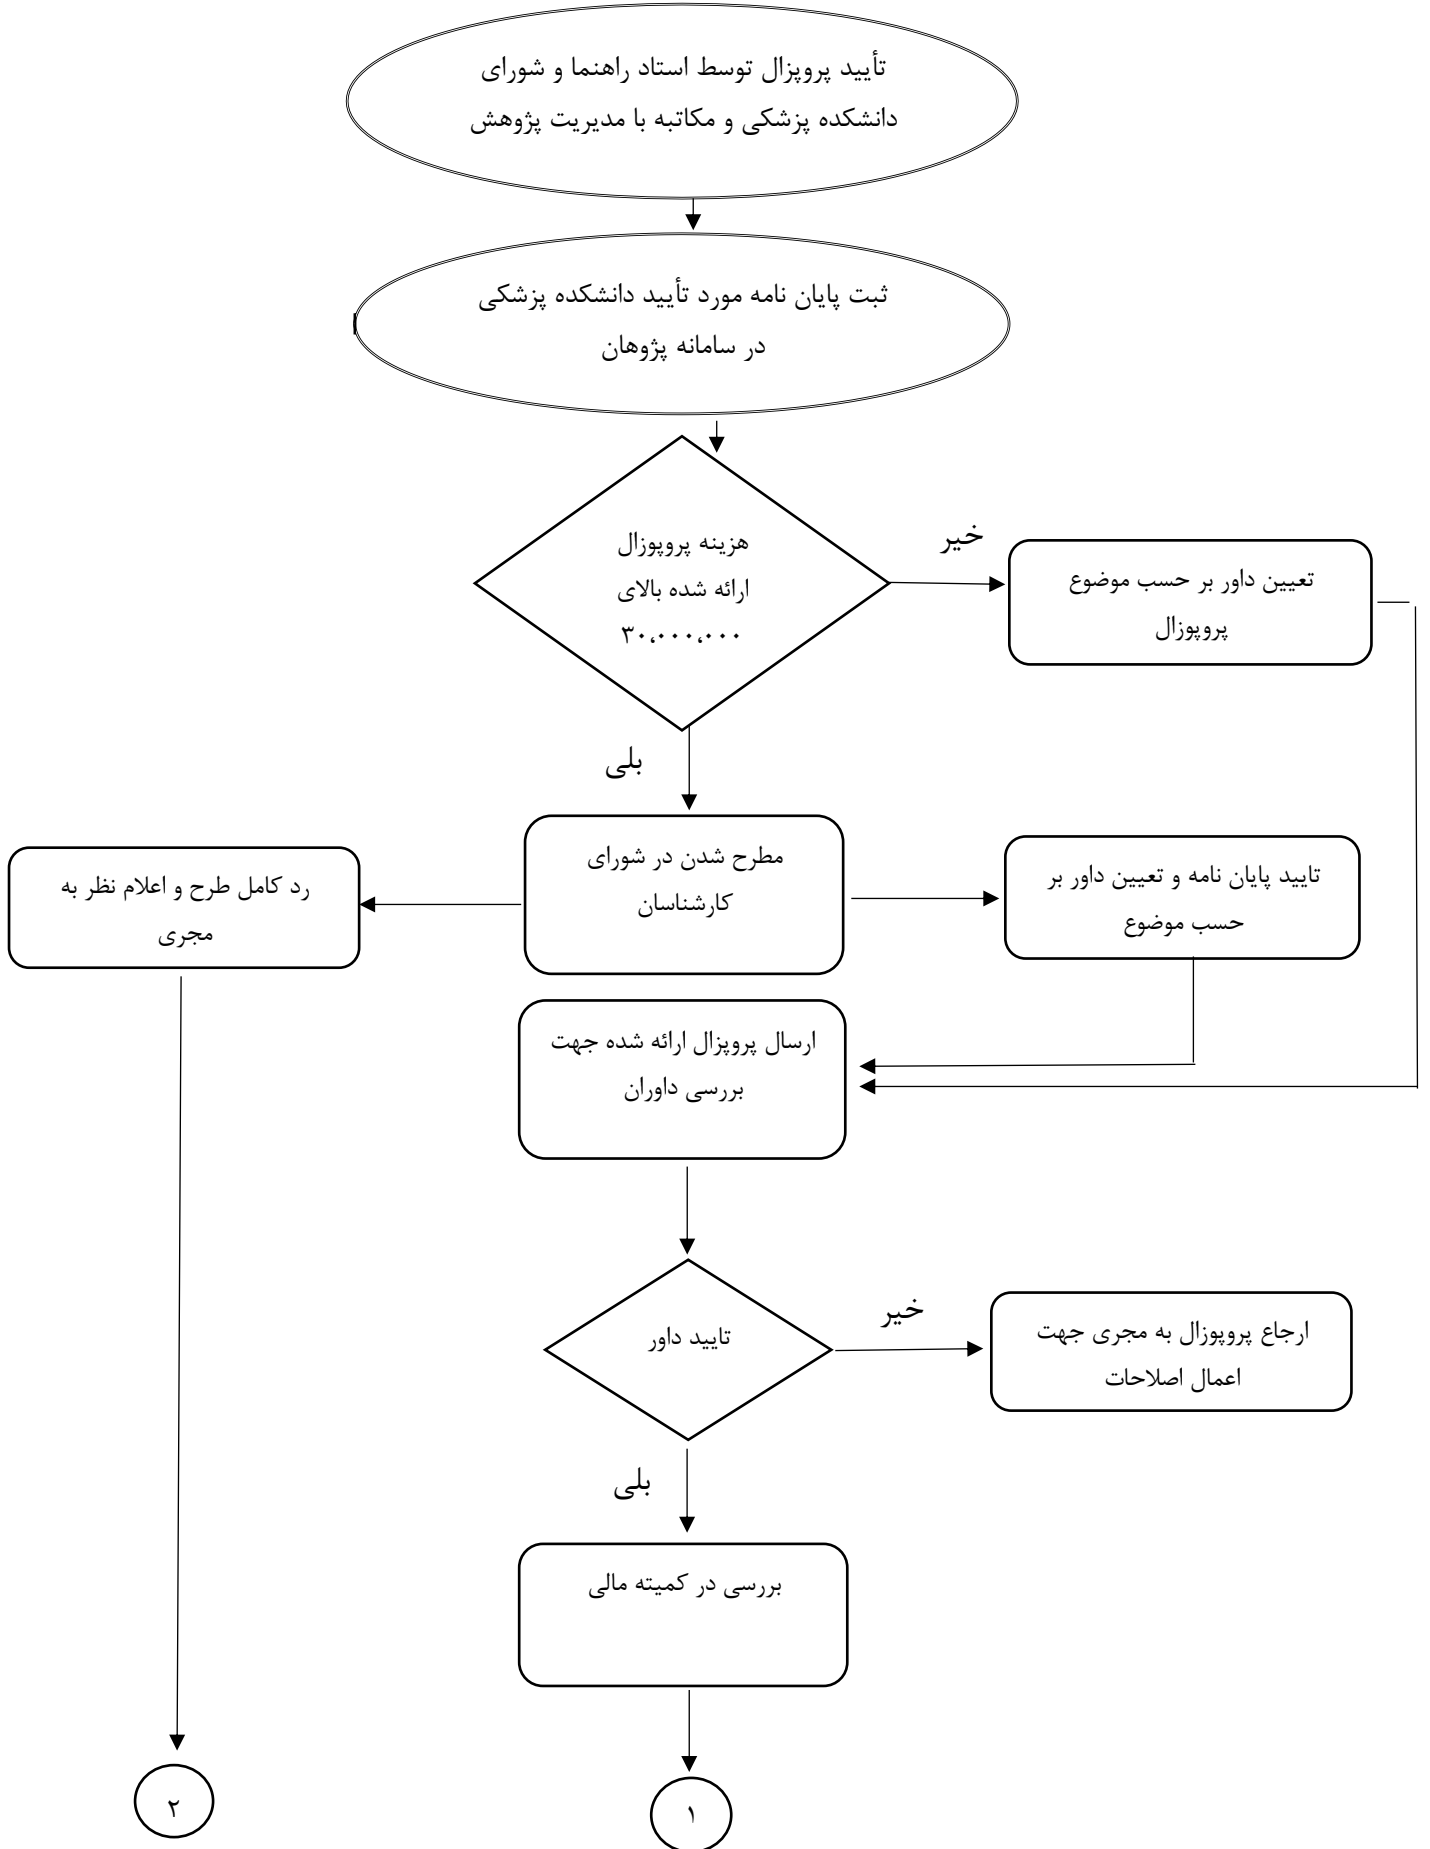 تأیید پروپزال توسط استاد راهنما و شورای
دانشکده پزشکی و مکاتبه با مدیریت پژوهش
ثبت پایان نامه مورد تأیید دانشکده پزشکی
در سامانه پژوهان
هزینه پروپوزال
ارائه شده بالای
۳۰،۰۰۰،۰۰۰
خیر
تعیین داور بر حسب موضوع
پروپوزال
بلی
مطرح شدن در شورای
کارشناسان
تایید پایان نامه و تعیین داور بر
حسب موضوع
رد کامل طرح و اعلام نظر به
مجری
ارسال پروپزال ارائه شده جهت
بررسی داوران
تایید داور
خیر
ارجاع پروپوزال به مجری جهت
اعمال اصلاحات
بلی
بررسی در کمیته مالی
۱
۲